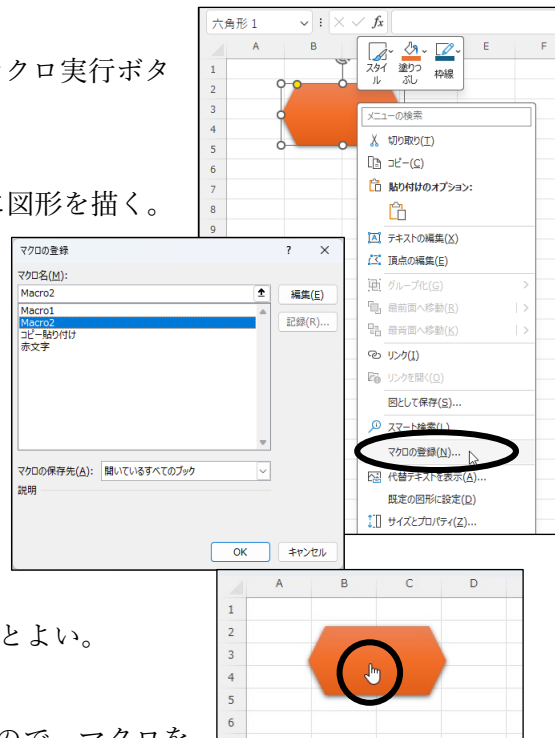 六角形 1
fx
A
B
E
F
スタイ
ル
塗りつ
ぶし
枠線
クロ実行ボタ
1
2
3
4
5
6
7
8
9
メニューの検索
切り取り(T)
コピー(C)
貼り付けのオプション:
テキストの編集(X)
頂点の編集(E)
グループ化(G)
最前面へ移動(R)
最背面へ移動(K)
リンク(I)
リンクを開く(O)
図として保存(S)...
スマート検索(L)
マクロの登録(N)...
代替テキストを表示(A)...
既定の図形に設定(D)
サイズとプロパティ(Z)...
に図形を描く。
マクロの登録
? ×
マクロ名(M):
Macro2
編集(E)
記録(R)...
Macro1
Macro2
コピー貼り付け
赤文字
マクロの保存先(A): 開いているすべてのブック
説明
OK
キャンセル
A
B
C
D
1
2
3
4
5
6
とよい。
ので、マクロを